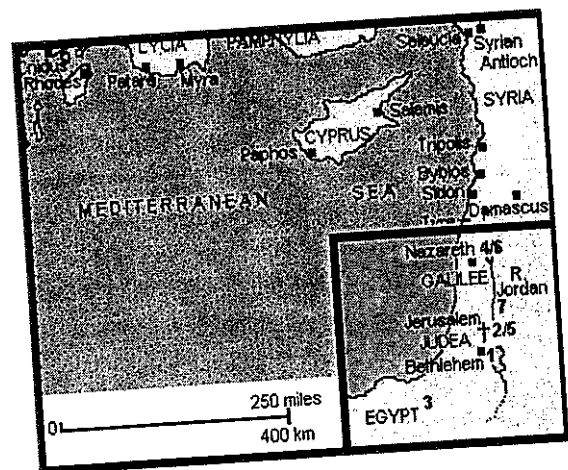 LYCIA
PAMPHYLIA
Seleucia
Syrian
Antioch
Cnidus
Rhodes
Patara
Myra
SYRIA
Salamis
CYPRUS
Paphos
Tripolis
Byblos
Sidon
Damascus
MEDITERRANEAN SEA
Nazareth 4/6
GALILEE
R.
Jordan
7
Jerusalem
2/5
JUDEA
Bethlehem 1
EGYPT 3
0
250 miles
400 km